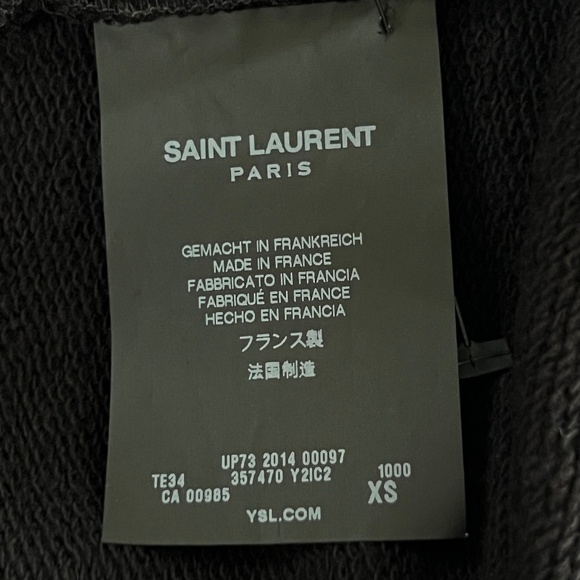 SAINT LAURENT
PARIS
GEMACHT IN FRANKREICH
MADE IN FRANCE
FABBRICATO IN FRANCIA
FABRIQUÉ EN FRANCE
HECHO EN FRANCIA
フランス製
法国制造
UP73 2014 00097
TE34 357470 Y2IC2 1000
CA 00985 XS
YSL.COM